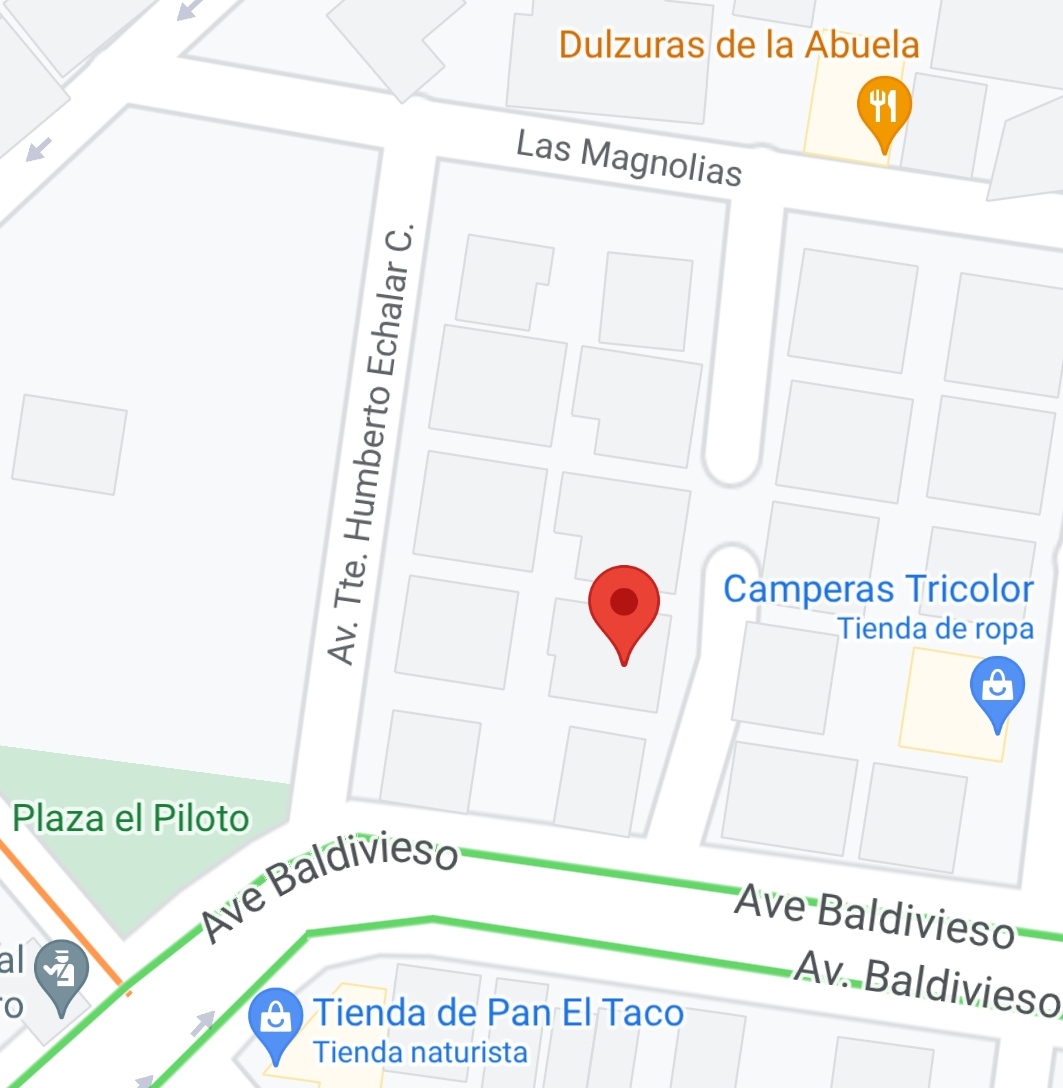 Dulzuras de la Abuela
Las Magnolias
Av. Tte. Humberto Echalar C.
Camperas Tricolor
Tienda de ropa
Plaza el Piloto
Ave Baldivieso
Ave Baldivieso
Av. Baldivieso
al
ro
Tienda de Pan El Taco
Tienda naturista